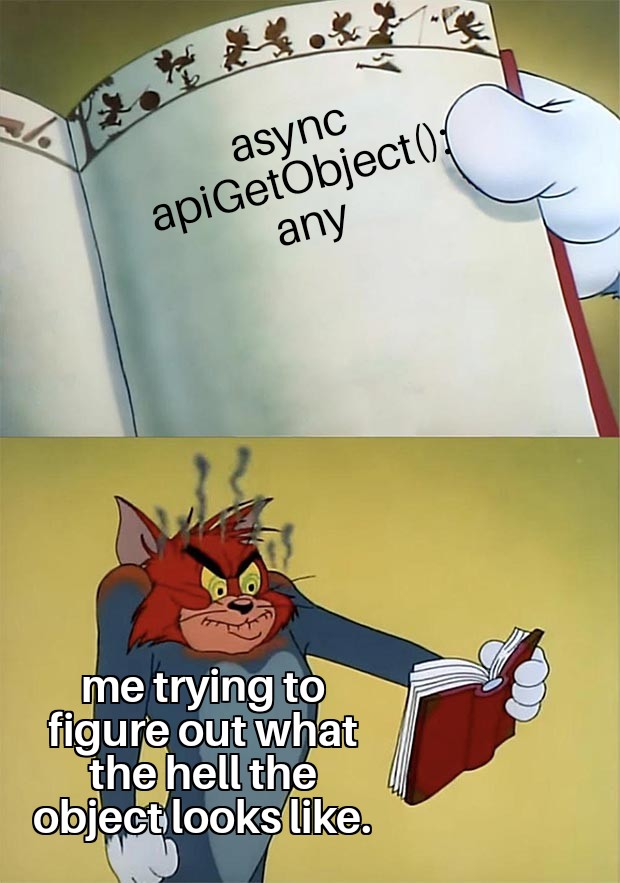 async
apiGetObject():
any
me trying to
figure out what
the hell the
object looks like.